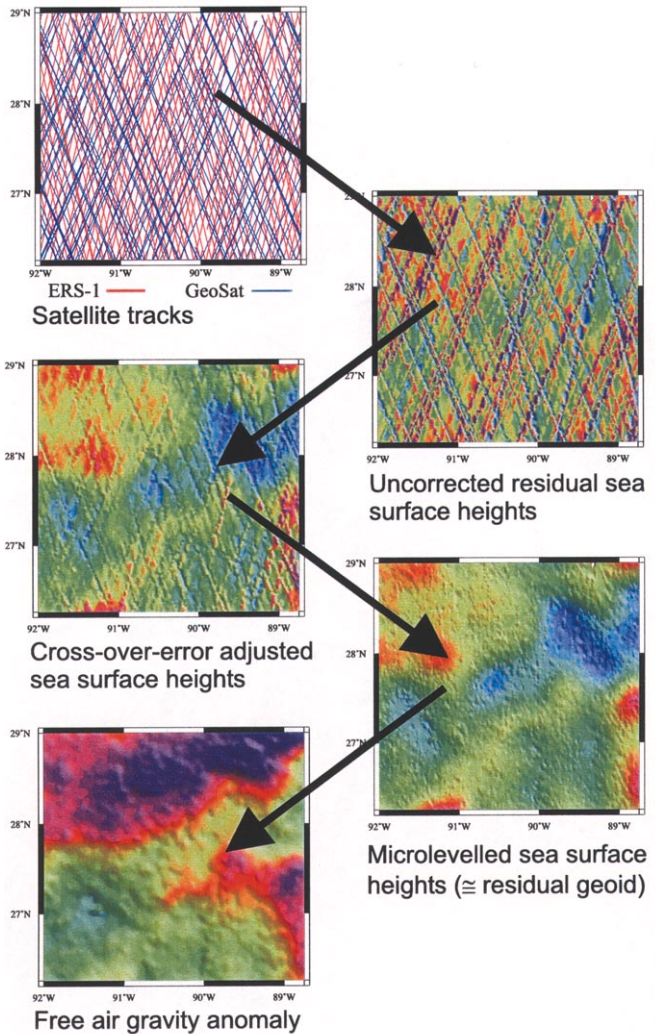 29°N
28°N
27°N
92°W 91°W 90°W 89°W
ERS-1 GeoSat
Satellite tracks
29°N
28°N
27°N
92°W 91°W 90°W 89°W
Uncorrected residual sea
surface heights
29°N
28°N
27°N
92°W 91°W 90°W 89°W
Cross-over-error adjusted
sea surface heights
29°N
28°N
27°N
92°W 91°W 90°W 89°W
Microlevelled sea surface
heights (≅ residual geoid)
29°N
28°N
27°N
92°W 91°W 90°W 89°W
Free air gravity anomaly